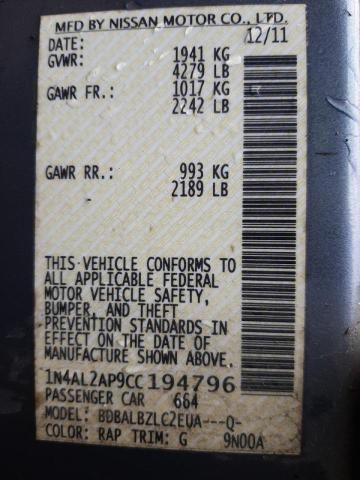 MFD BY NISSAN MOTOR CO., LTD.
DATE: 12/11
GVWR: 1941 KG
4279 LB
GAWR FR.: 1017 KG
2242 LB
GAWR RR.: 993 KG
2189 LB
THIS VEHICLE CONFORMS TO
ALL APPLICABLE FEDERAL
MOTOR VEHICLE SAFETY,
BUMPER, AND THEFT
PREVENTION STANDARDS IN
EFFECT ON THE DATE OF
MANUFACTURE SHOWN ABOVE.
1N4AL2AP9CC194796
PASSENGER CAR 664
MODEL: BDBALBZLC2EUA---Q-
COLOR: RAP TRIM: G 9N00A